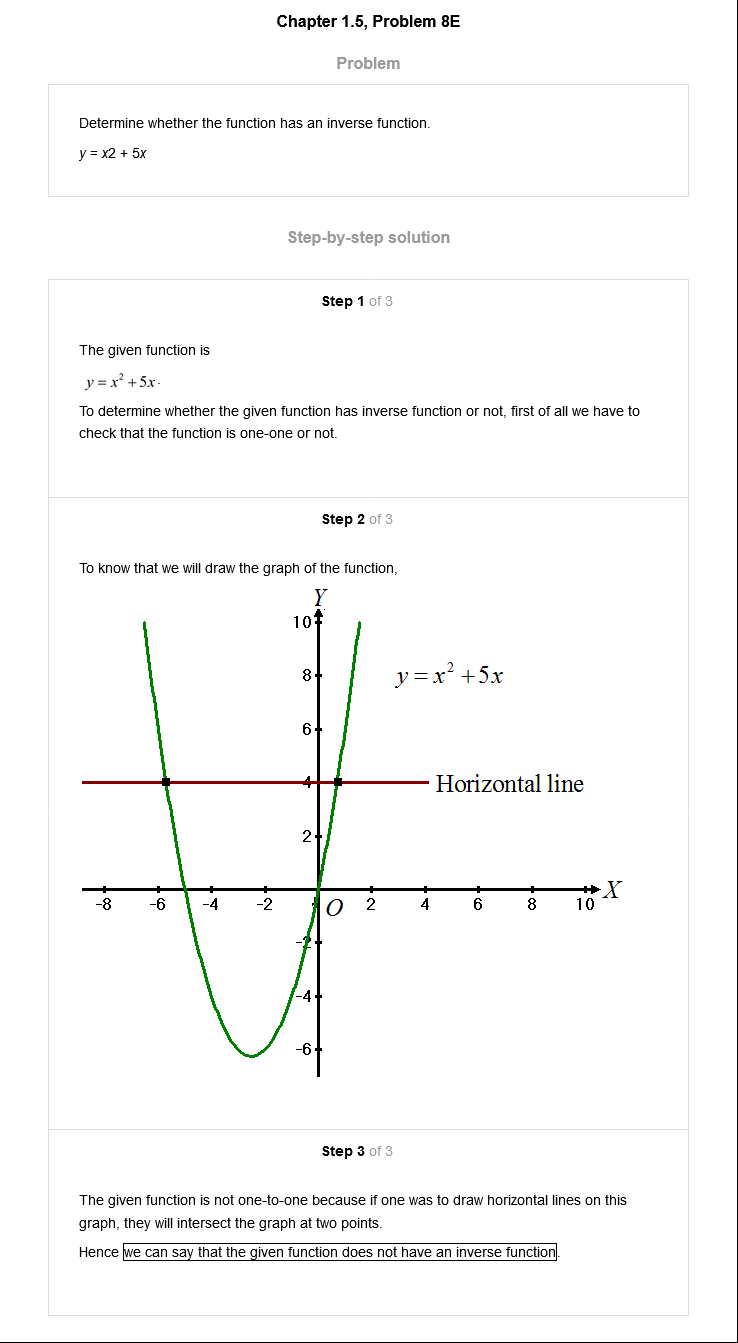 Chapter 1.5, Problem 8E
Problem
Determine whether the function has an inverse function.
y = x2 + 5x
Step-by-step solution
Step 1 of 3
The given function is
y = x² + 5x.
To determine whether the given function has inverse function or not, first of all we have to
check that the function is one-one or not.
Step 2 of 3
To know that we will draw the graph of the function,
Y
10
8
y = x² + 5x
6
4
Horizontal line
2
X
-8 -6 -4 -2 O 2 4 6 8 10
-2
-4
-6
Step 3 of 3
The given function is not one-to-one because if one was to draw horizontal lines on this
graph, they will intersect the graph at two points.
Hence we can say that the given function does not have an inverse function.